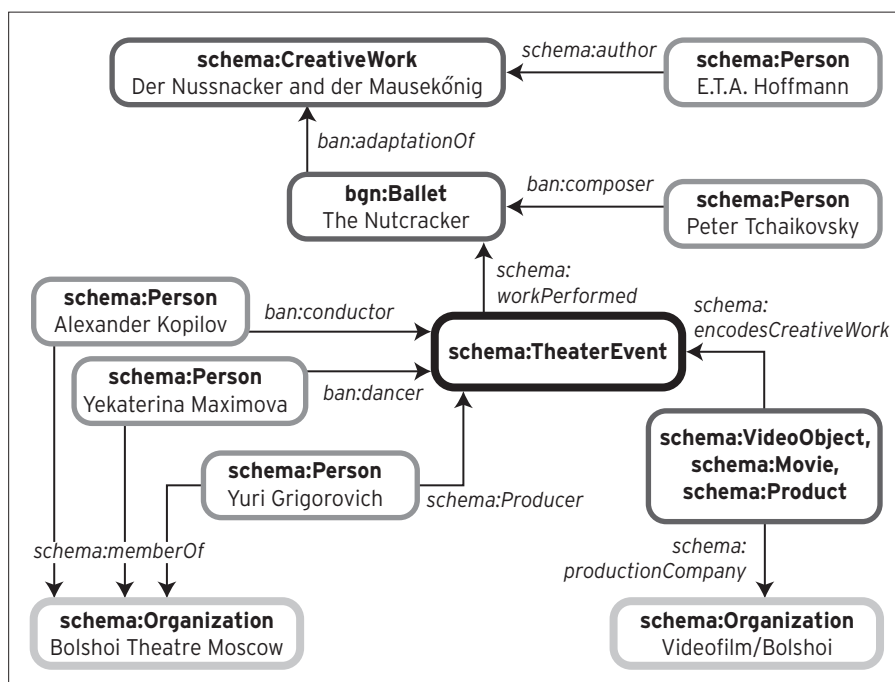 schema:CreativeWork
Der Nussnacker and der Mausekőnig
schema:author
schema:Person
E.T.A. Hoffmann
ban:adaptationOf
bgn:Ballet
The Nutcracker
ban:composer
schema:Person
Peter Tchaikovsky
schema:
workPerformed
schema:Person
Alexander Kopilov
ban:conductor
schema:
encodesCreativeWork
schema:TheaterEvent
schema:Person
Yekaterina Maximova
ban:dancer
schema:VideoObject,
schema:Movie,
schema:Product
schema:Person
Yuri Grigorovich
schema:Producer
schema:memberOf
schema:
productionCompany
schema:Organization
Bolshoi Theatre Moscow
schema:Organization
Videofilm/Bolshoi